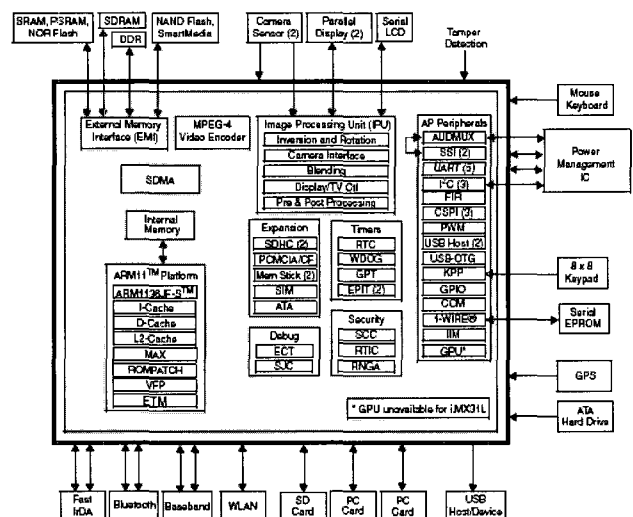 SRAM, PSRAM,
NOR Flash
SDRAM
DDR
NAND Flash,
SmartMedia
Camera
Sensor (2)
Parallel
Display (2)
Serial
LCD
Tamper
Detection
External Memory
Interface (EMI)
MPEG-4
Video Encoder
Image Processing Unit (IPU)
Inversion and Rotation
Camera Interface
Blending
Display/TV Ctl
Pre & Post Processing
AP Peripherals
AUDMUX
SSI (2)
UART (5)
I²C (3)
FIR
CSPI (3)
PWM
USB Host (2)
USB-OTG
KPP
GPIO
CCM
1-WIRE®
IIM
GPU*
Mouse
Keyboard
Power
Management
IC
8 x 8
Keypad
Serial
EPROM
GPS
ATA
Hard Drive
SDMA
Internal
Memory
ARM11™ Platform
ARM1136JF-S™
I-Cache
D-Cache
L2-Cache
MAX
ROMPATCH
VFP
ETM
Expansion
SDHC (2)
PCMCIA/CF
Mem Stick (2)
SIM
ATA
Timers
RTC
WDOG
GPT
EPIT (2)
Debug
ECT
SJC
Security
SCC
RTIC
RNGA
* GPU unavailable for i.MX31L
Fast
IrDA
Bluetooth
Baseband
WLAN
SD
Card
PC
Card
PC
Card
USB
Host/Device